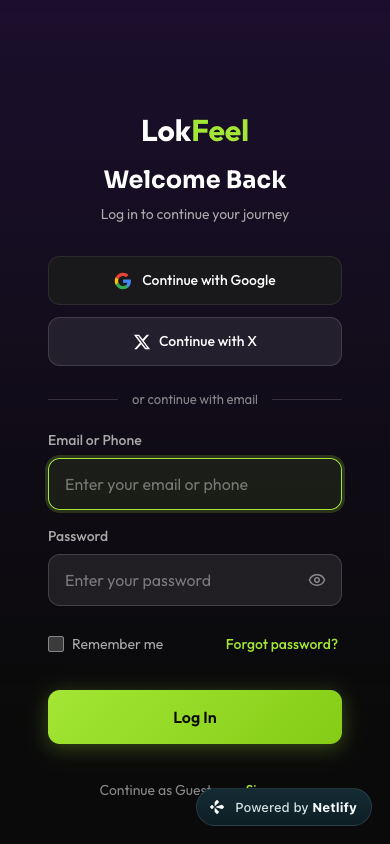 LokFeel
Welcome Back
Log in to continue your journey
Continue with Google
Continue with X
or continue with email
Email or Phone
Enter your email or phone
Password
Enter your password
Remember me
Forgot password?
Log In
Continue as Guest
Powered by Netlify